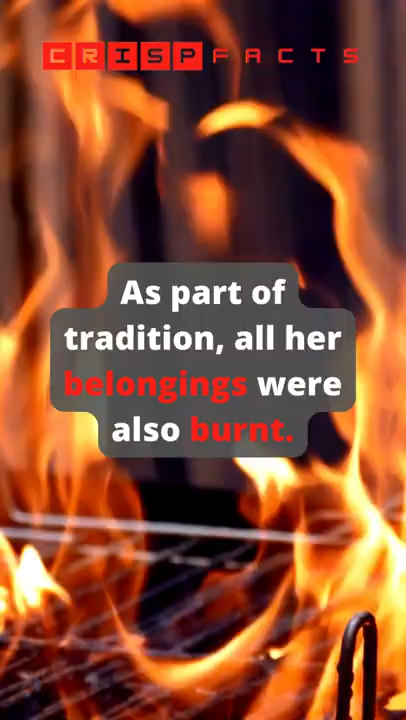 CRISPFACTS
As part of
tradition, all her
belongings were
also burnt.